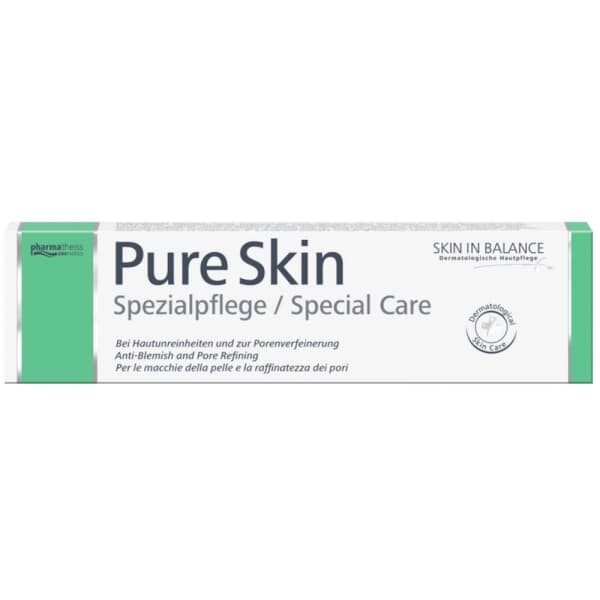 pharmatheiss
cosmetics
Pure Skin
Spezialpflege / Special Care
Bei Hautunreinheiten und zur Porenverfeinerung
Anti-Blemish and Pore Refining
Per le macchie della pelle e la raffinatezza dei pori
SKIN IN BALANCE
Dermatologische Hautpflege
Dermatological
Skin Care